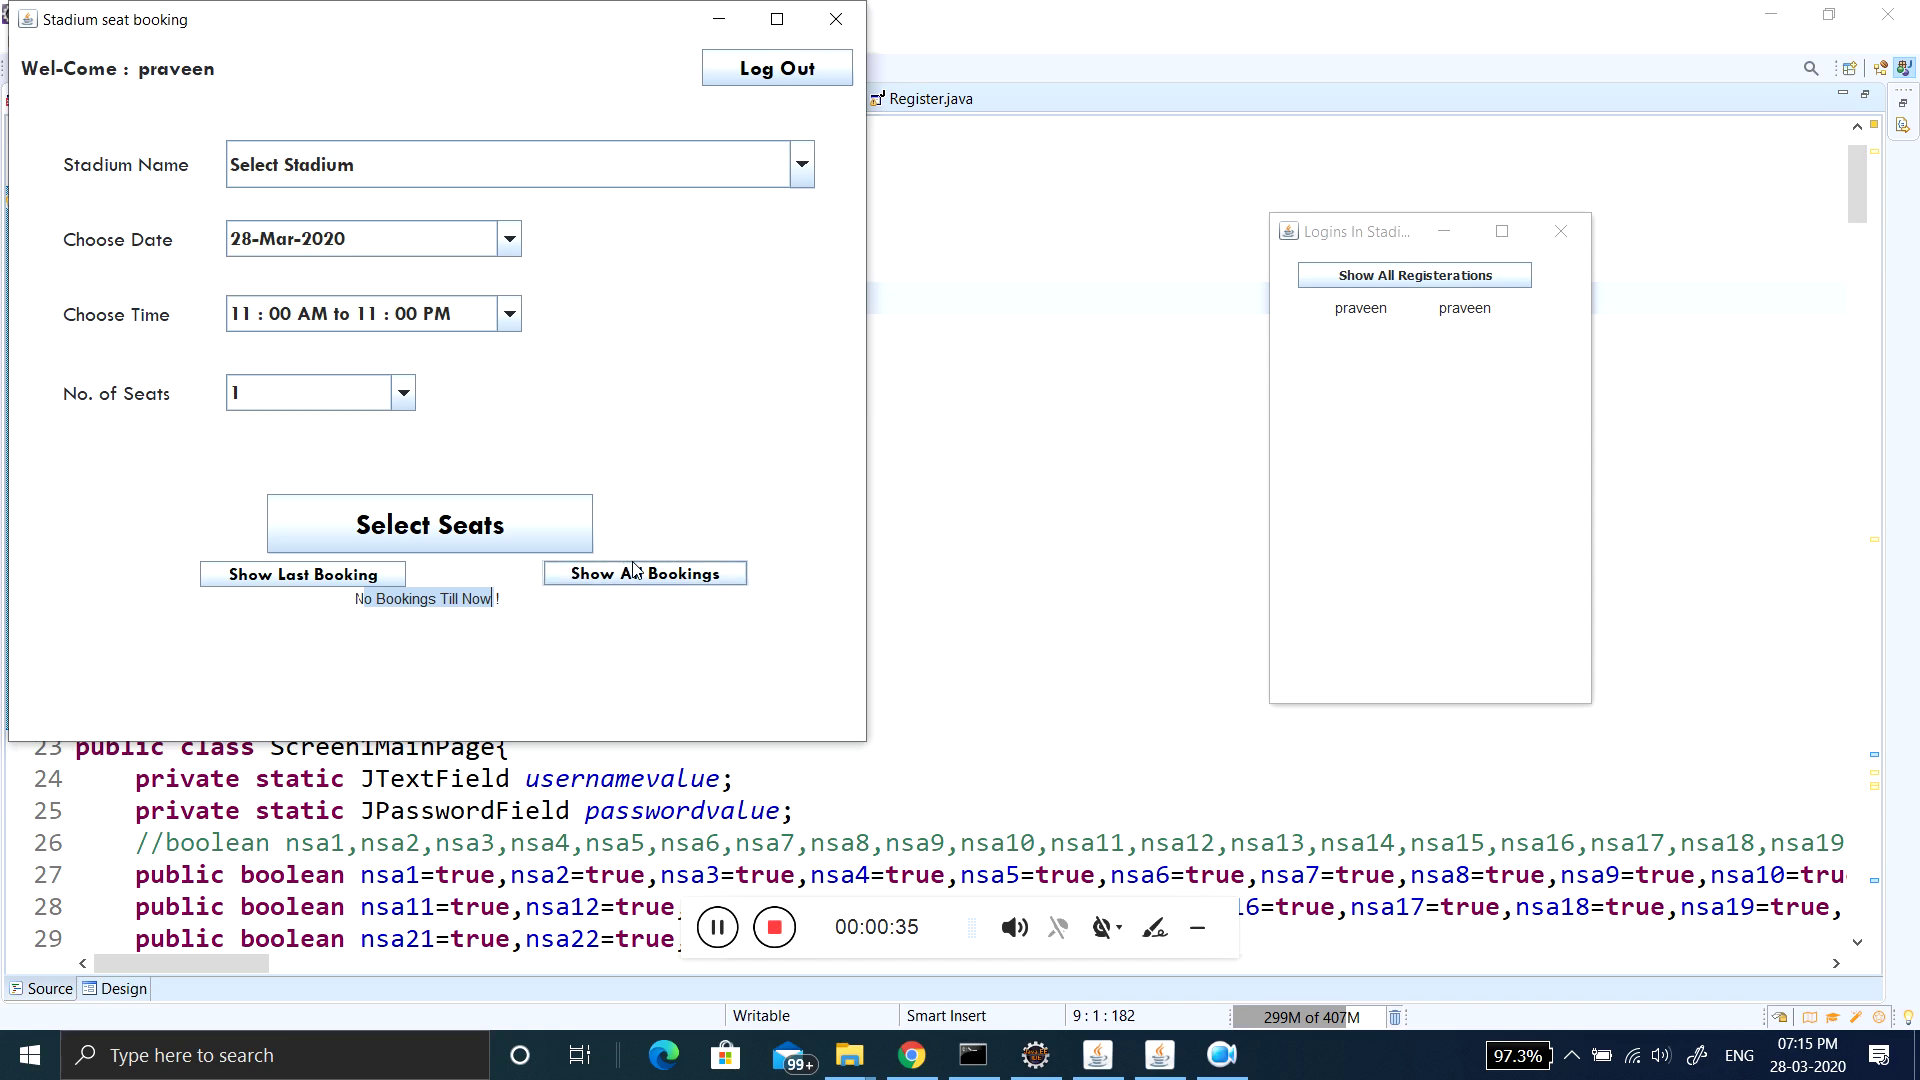 Stadium seat booking
Wel-Come : praveen
Log Out
Stadium Name
Select Stadium
Choose Date
28-Mar-2020
Choose Time
11 : 00 AM to 11 : 00 PM
No. of Seats
1
Select Seats
Show Last Booking
Show All Bookings
No Bookings Till Now !
Register.java
Logins In Stadi...
Show All Registerations
praveen praveen
23 public class Screen1MainPage{
24 private static JTextField usernamevalue;
25 private static JPasswordField passwordvalue;
26 //boolean nsa1,nsa2,nsa3,nsa4,nsa5,nsa6,nsa7,nsa8,nsa9,nsa10,nsa11,nsa12,nsa13,nsa14,nsa15,nsa16,nsa17,nsa18,nsa19
27 public boolean nsa1=true,nsa2=true,nsa3=true,nsa4=true,nsa5=true,nsa6=true,nsa7=true,nsa8=true,nsa9=true,nsa10=tru
28 public boolean nsa11=true,nsa12=true, 16=true,nsa17=true,nsa18=true,nsa19=true,
29 public boolean nsa21=true,nsa22=true,
00:00:35
Source Design
Writable Smart Insert 9 : 1 : 182 299M of 407M
Type here to search
99+
97.3%
ENG
07:15 PM
28-03-2020